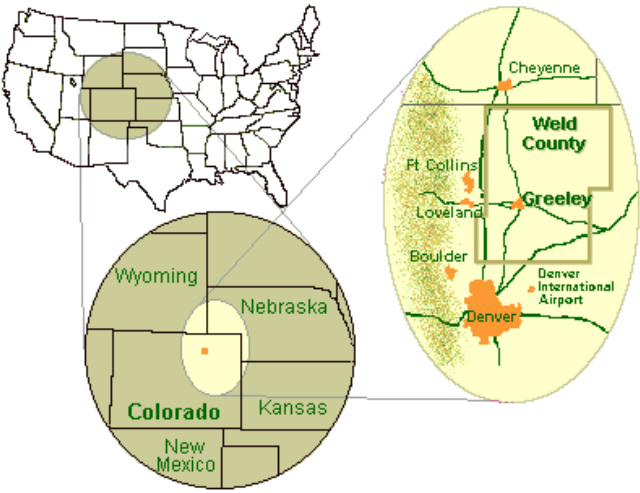 Cheyenne
Weld
County
Ft Collins
Greeley
Loveland
Boulder
Denver
International
Airport
Denver
Wyoming
Nebraska
Colorado
Kansas
New
Mexico